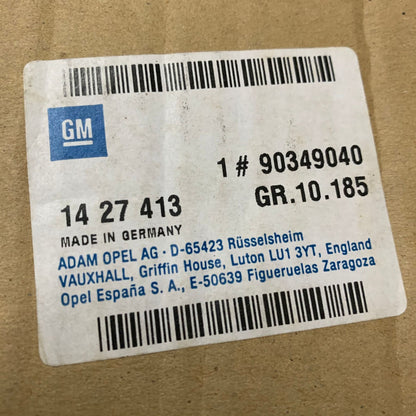 GM
1 # 90349040
14 27 413
GR.10.185
MADE IN GERMANY
ADAM OPEL AG · D-65423 Rüsselsheim
VAUXHALL, Griffin House, Luton LU1 3YT, England
Opel España S. A., E-50639 Figueruelas Zaragoza